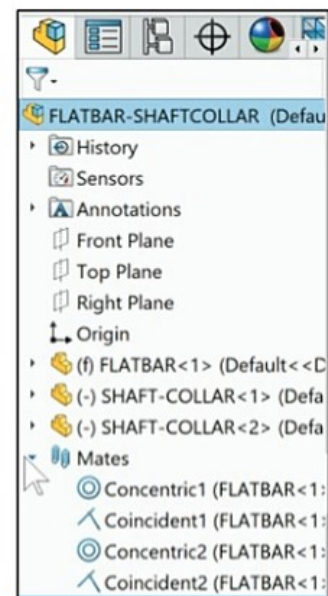 FLATBAR-SHAFTCOLLAR (Defau
History
Sensors
Annotations
Front Plane
Top Plane
Right Plane
Origin
(f) FLATBAR<1> (Default<<D
(-) SHAFT-COLLAR<1> (Defa
(-) SHAFT-COLLAR<2> (Defa
Mates
Concentric1 (FLATBAR<1>
Coincident1 (FLATBAR<1>
Concentric2 (FLATBAR<1>
Coincident2 (FLATBAR<1>